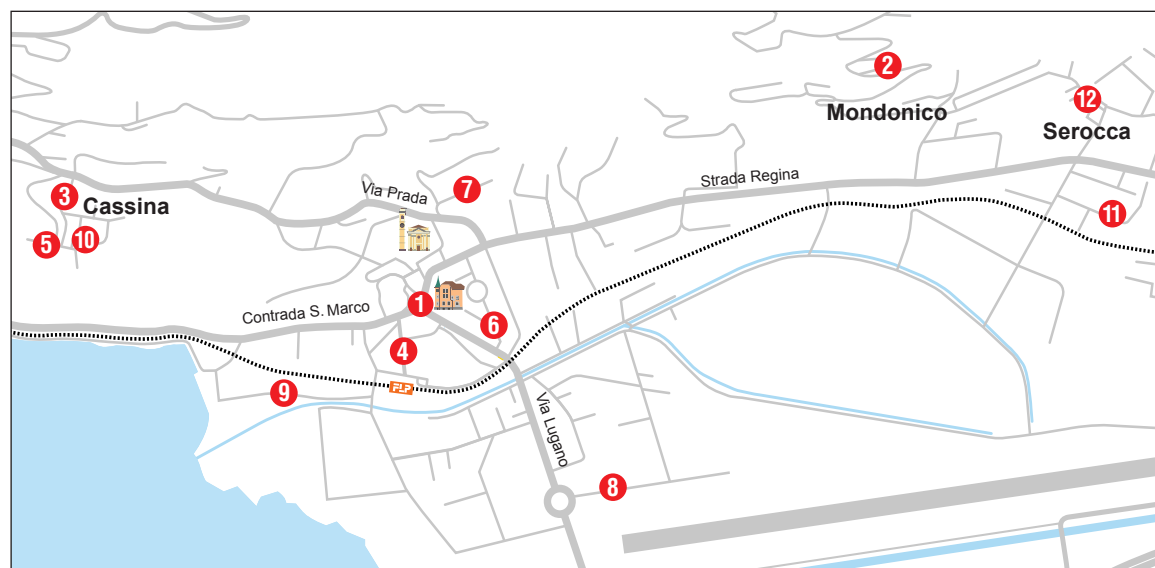 2
12
Mondonico
Serocca
Strada Regina
3
Cassina
Via Prada
7
11
5
10
1
Contrada S. Marco
6
4
FLP
9
Via Lugano
8